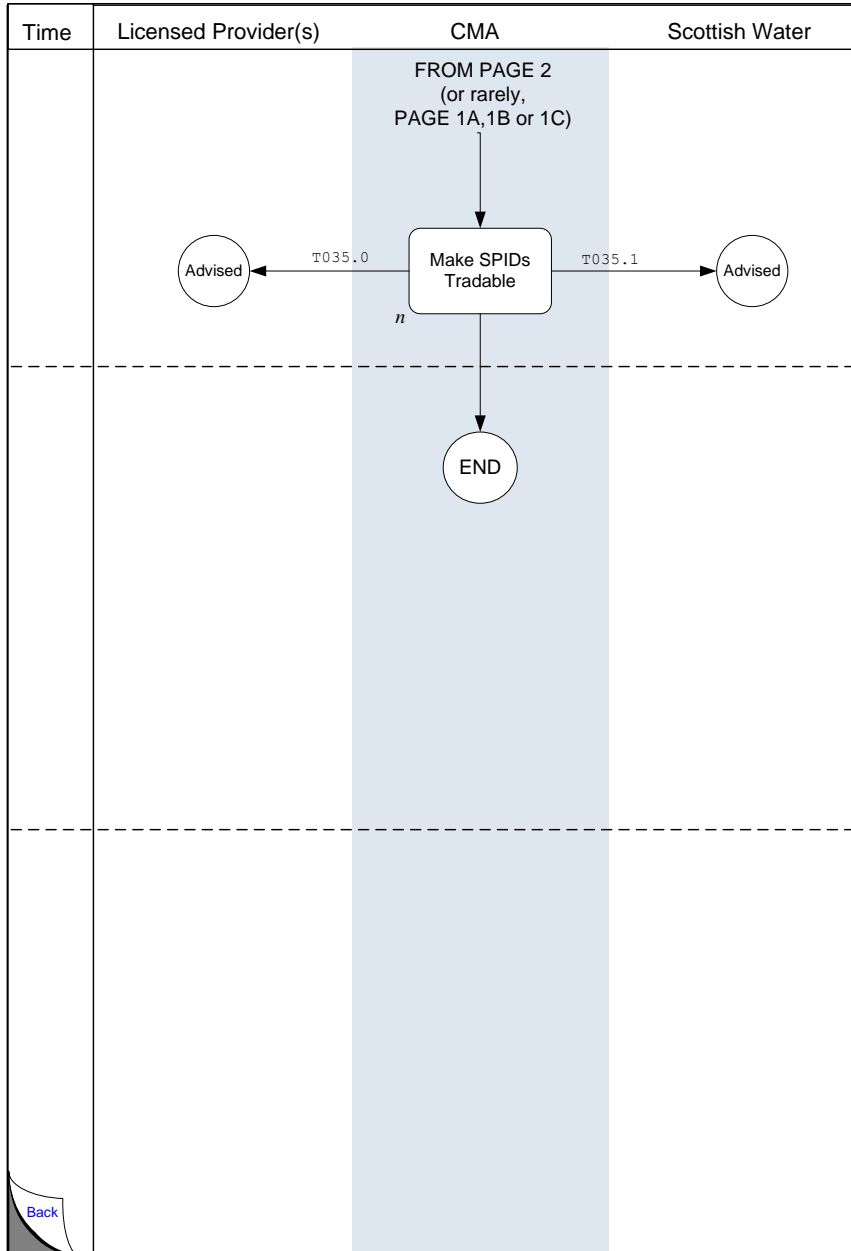 Time
Licensed Provider(s)
CMA
Scottish Water
FROM PAGE 2
(or rarely,
PAGE 1A,1B or 1C)
Advised
T035.0
Make SPIDs
Tradable
T035.1
Advised
n
END
Back